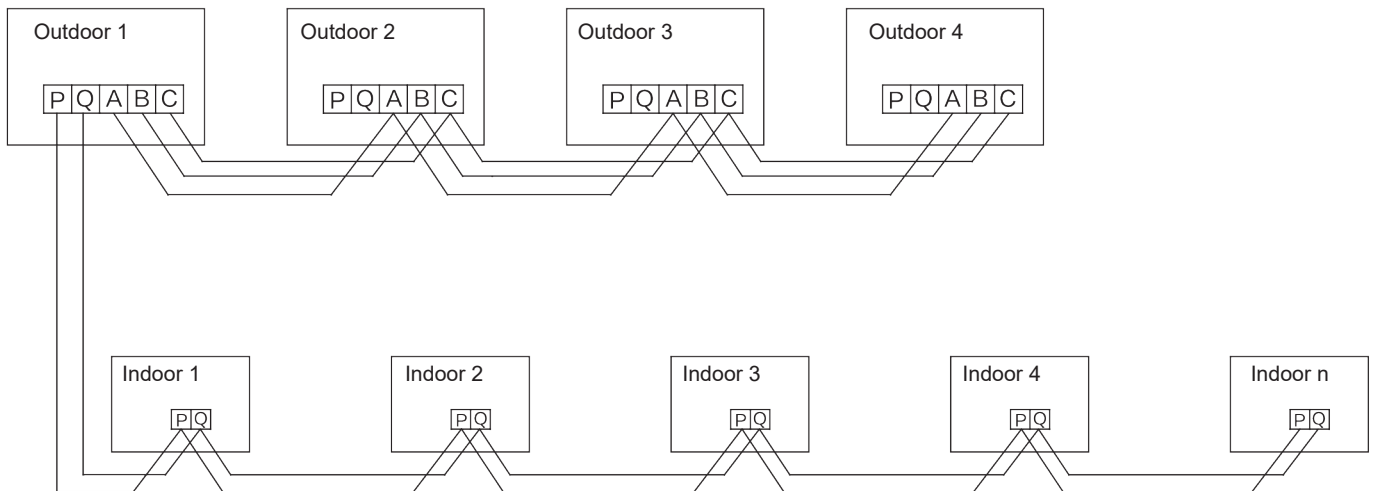 Outdoor 1 Outdoor 2 Outdoor 3 Outdoor 4
P Q A B C P Q A B C P Q A B C P Q A B C
Indoor 1 Indoor 2 Indoor 3 Indoor 4 Indoor n
P Q P Q P Q P Q P Q